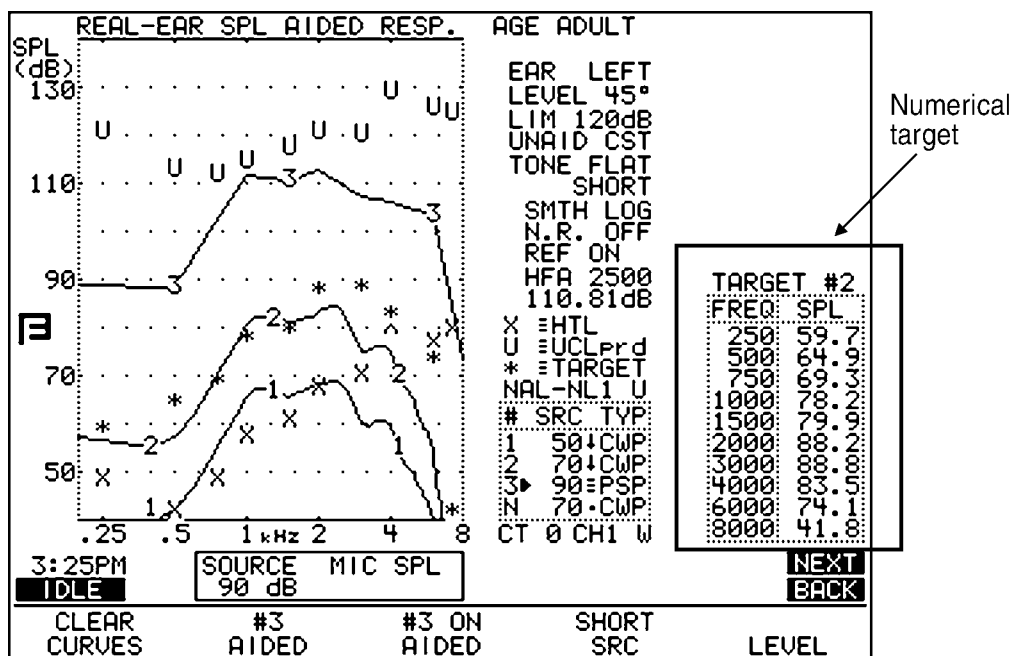 REAL-EAR SPL AIDED RESP.
AGE ADULT
SPL
(dB)
130
110
90
70
50
.25 .5 1 kHz 2 4 8
EAR LEFT
LEVEL 45°
LIM 120dB
UNAID CST
TONE FLAT
SHORT
SMTH LOG
N.R. OFF
REF ON
HFA 2500
110.81dB
X ≡HTL
U ≡UCLprd
* ≡TARGET
NAL-NL1 U
# SRC TYP
1 50↓CWP
2 70↓CWP
3▶ 90≡PSP
N 70·CWP
CT 0 CH1 W
Numerical
target
TARGET #2
FREQ SPL
250 59.7
500 64.9
750 69.3
1000 78.2
1500 79.9
2000 88.2
3000 88.8
4000 83.5
6000 74.1
8000 41.8
3:25PM
IDLE
SOURCE MIC SPL
90 dB
NEXT
BACK
CLEAR
CURVES
#3
AIDED
#3 ON
AIDED
SHORT
SRC
LEVEL